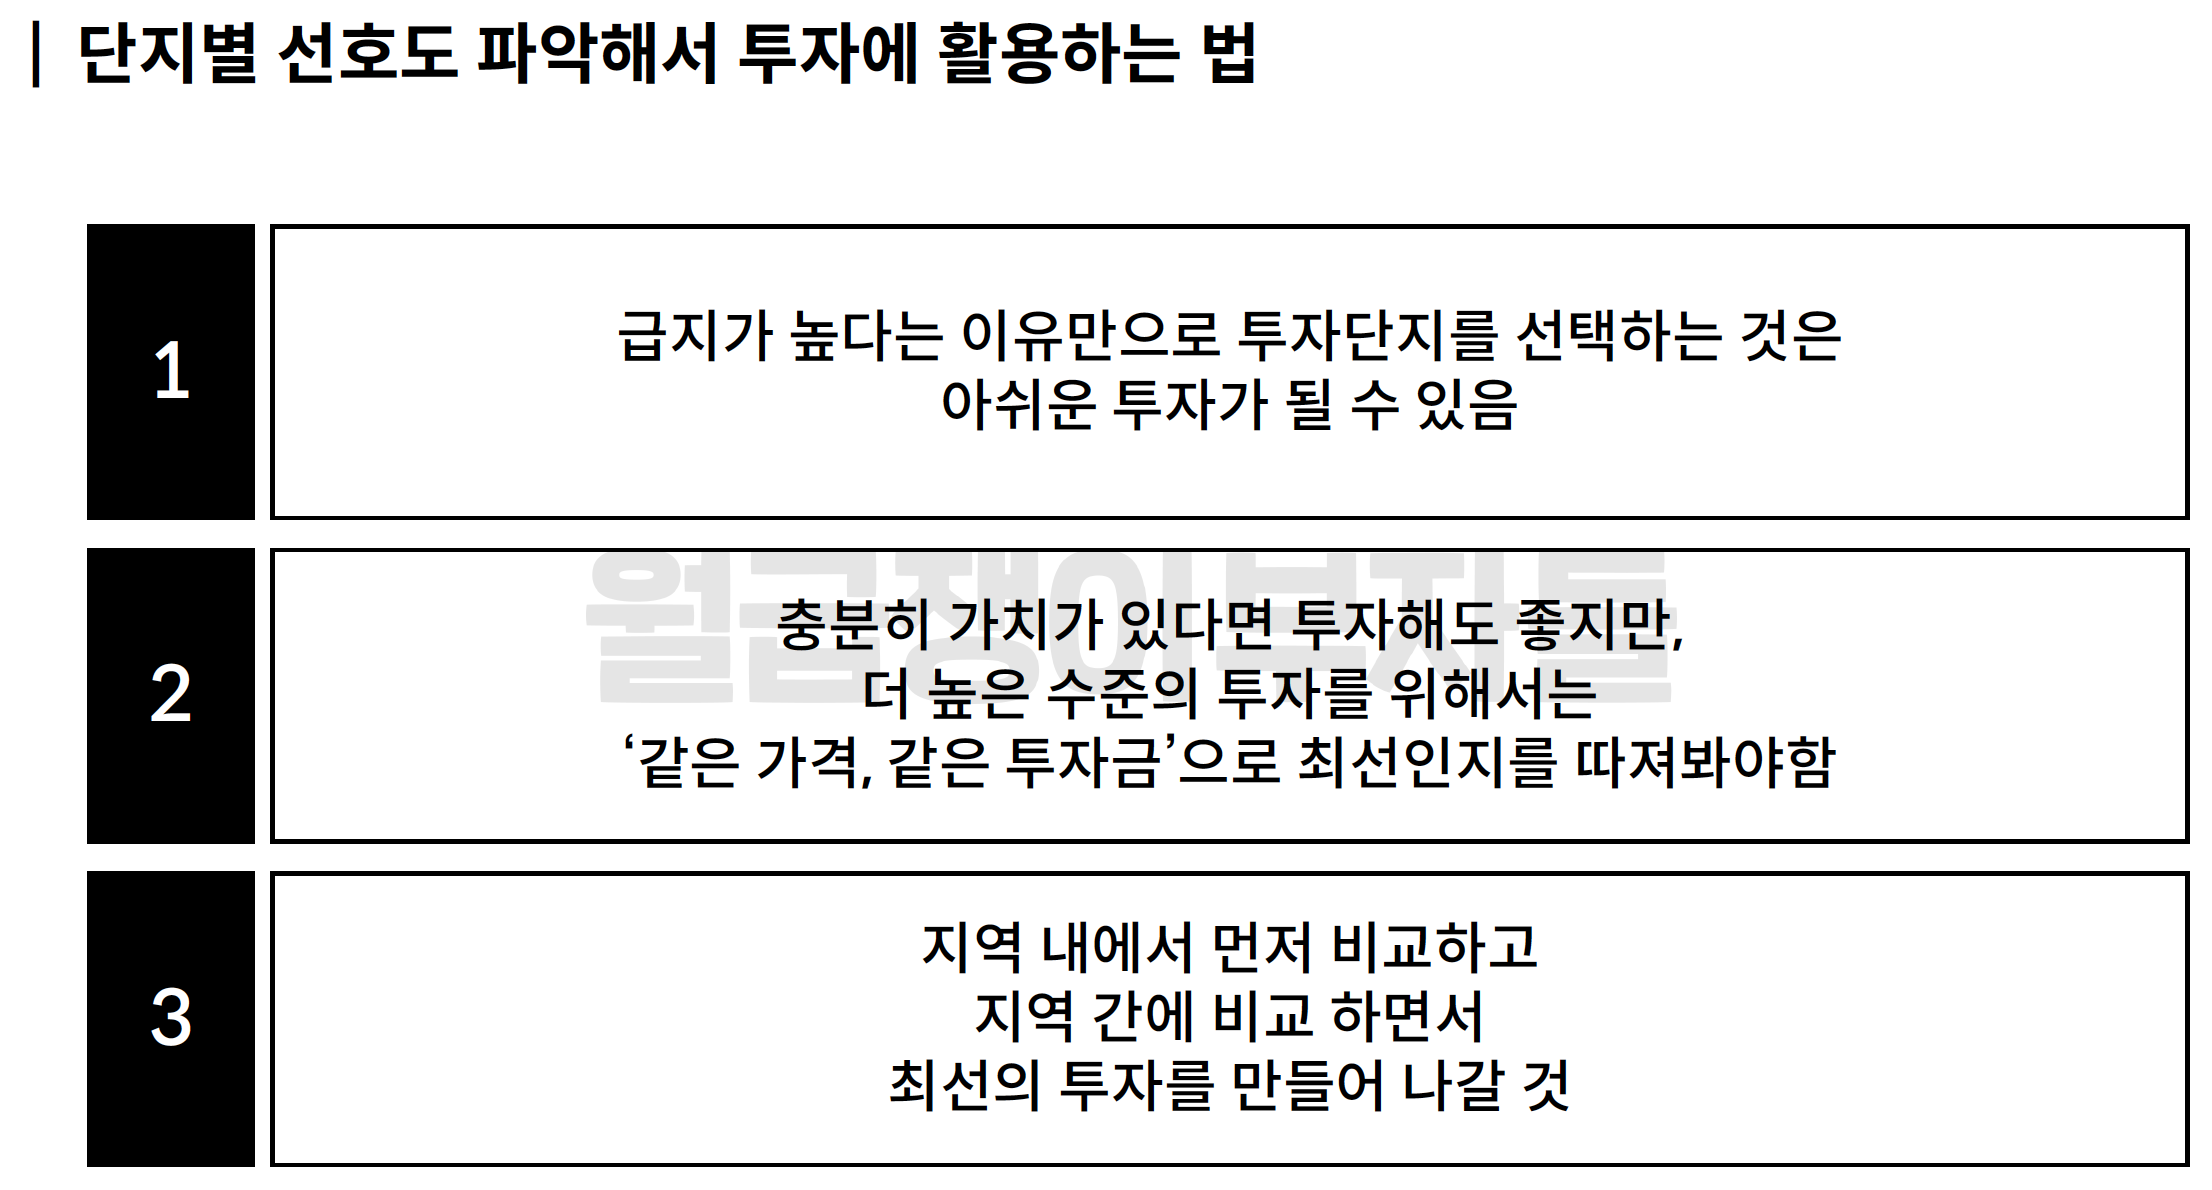 | 단지별 선호도 파악해서 투자에 활용하는 법
1
급지가 높다는 이유만으로 투자단지를 선택하는 것은
아쉬운 투자가 될 수 있음
월급쟁이부자들
2
충분히 가치가 있다면 투자해도 좋지만,
더 높은 수준의 투자를 위해서는
‘같은 가격, 같은 투자금’으로 최선인지를 따져봐야함
3
지역 내에서 먼저 비교하고
지역 간에 비교 하면서
최선의 투자를 만들어 나갈 것